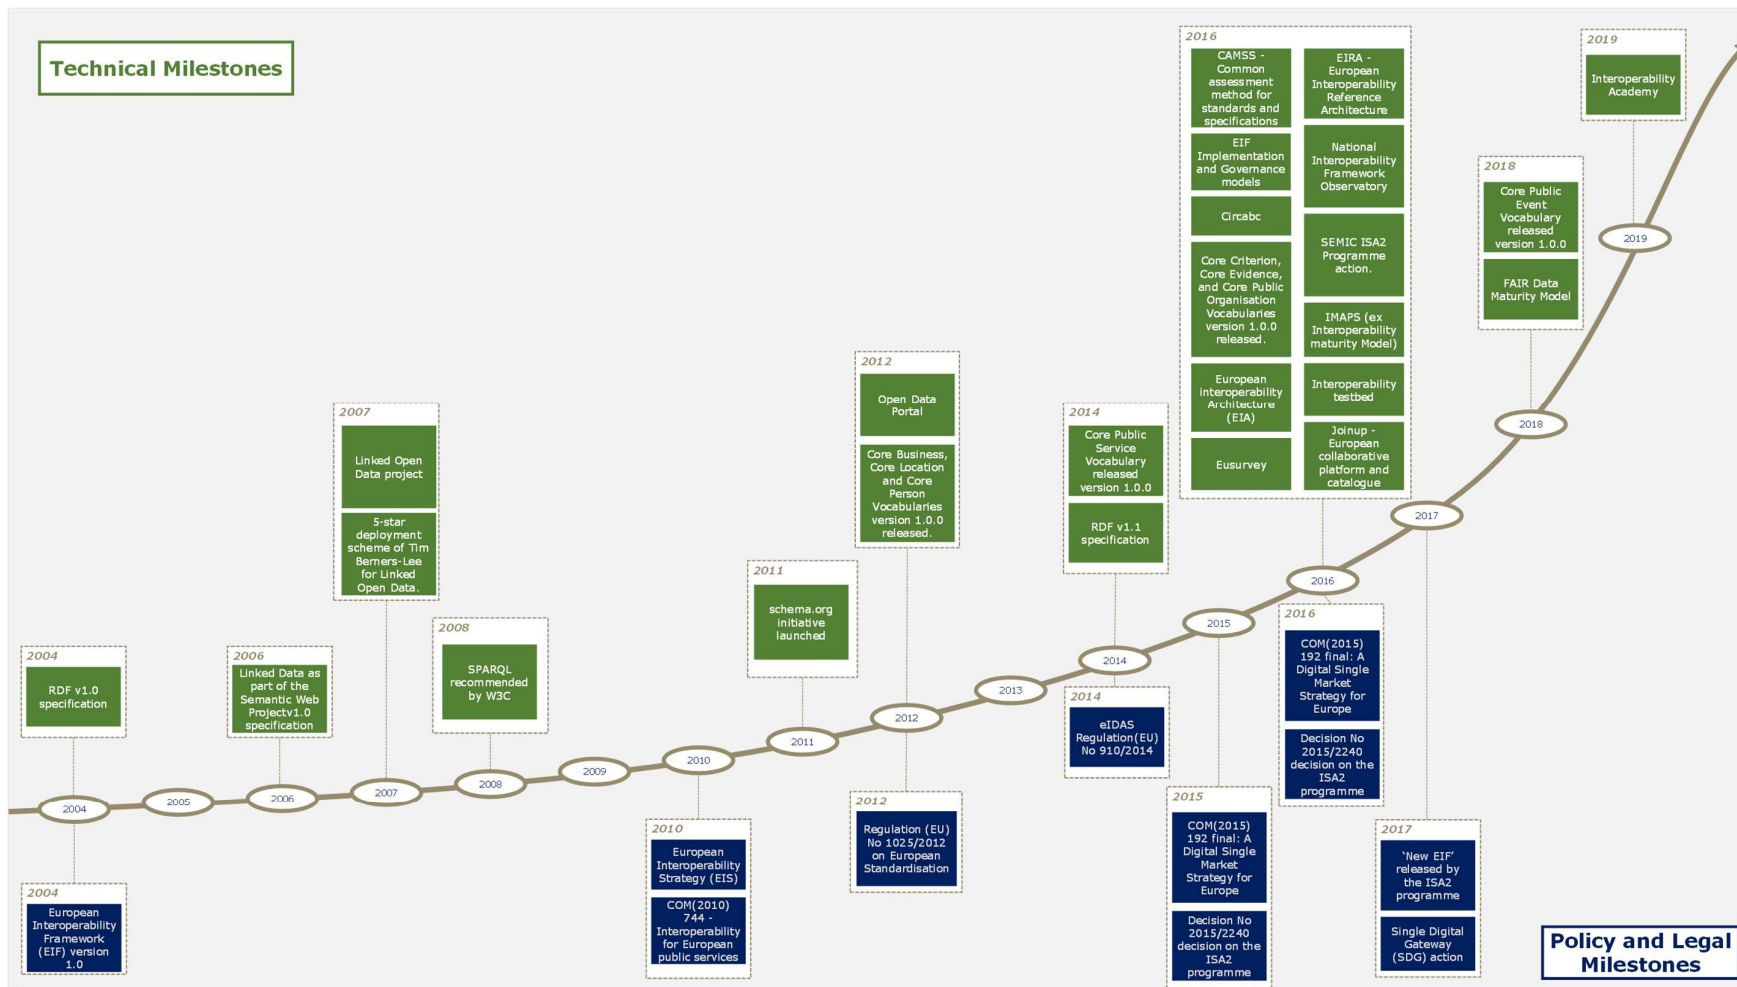 Technical Milestones
2004
RDF v1.0
specification
2006
Linked Data as
part of the
Semantic Web
Projectv1.0
specification
2007
Linked Open
Data project
5-star
deployment
scheme of Tim
Berners-Lee
for Linked
Open Data.
2008
SPARQL
recommended
by W3C
2011
schema.org
initiative
launched
2012
Open Data
Portal
Core Business,
Core Location
and Core
Person
Vocabularies
version 1.0.0
released.
2014
Core Public
Service
Vocabulary
released
version 1.0.0
RDF v1.1
specification
2016
CAMSS -
Common
assessment
method for
standards and
specifications
EIF
Implementation
and Governance
models
Circabc
Core Criterion,
Core Evidence,
and Core Public
Organisation
Vocabularies
version 1.0.0
released.
European
interoperability
Architecture
(EIA)
Eusurvey
EIRA -
European
Interoperability
Reference
Architecture
National
Interoperability
Framework
Observatory
SEMIC ISA2
Programme
action.
IMAPS (ex
Interoperability
maturity Model)
Interoperability
testbed
Joinup -
European
collaborative
platform and
catalogue
2018
Core Public
Event
Vocabulary
released
version 1.0.0
FAIR Data
Maturity Model
2019
Interoperability
Academy
2004
2005
2006
2007
2008
2009
2010
2011
2012
2013
2014
2015
2016
2017
2018
2019
2004
European
Interoperability
Framework
(EIF) version
1.0
2010
European
Interoperability
Strategy (EIS)
COM(2010)
744 -
Interoperability
for European
public services
2012
Regulation (EU)
No 1025/2012
on European
Standardisation
2014
eIDAS
Regulation(EU)
No 910/2014
2015
COM(2015)
192 final: A
Digital Single
Market
Strategy for
Europe
Decision No
2015/2240
decision on the
ISA2
programme
2016
COM(2015)
192 final: A
Digital Single
Market
Strategy for
Europe
Decision No
2015/2240
decision on the
ISA2
programme
2017
‘New EIF’
released by
the ISA2
programme
Single Digital
Gateway
(SDG) action
Policy and Legal
Milestones